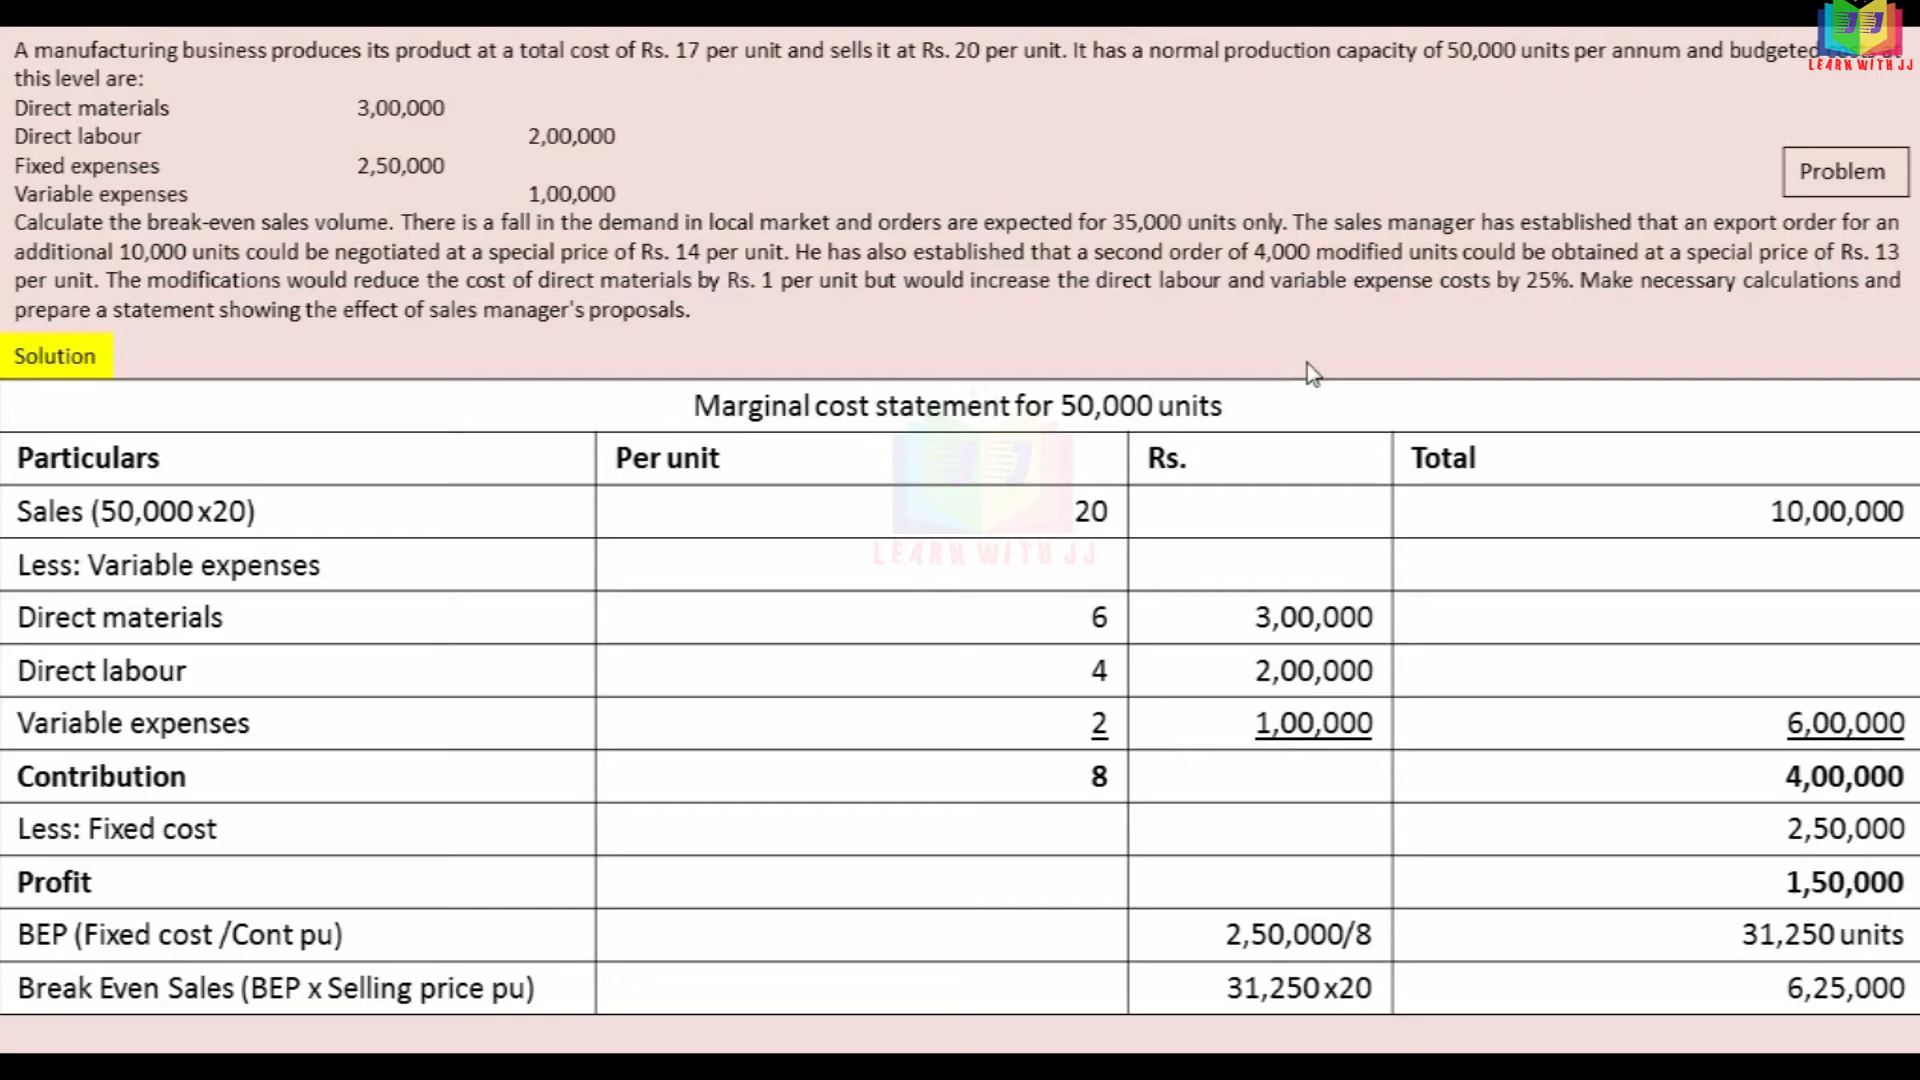 A manufacturing business produces its product at a total cost of Rs. 17 per unit and sells it at Rs. 20 per unit. It has a normal production capacity of 50,000 units per annum and budgeted
LEARN WITH JJ
this level are:
Direct materials 3,00,000
Direct labour 2,00,000
Fixed expenses 2,50,000
Problem
Variable expenses 1,00,000
Calculate the break-even sales volume. There is a fall in the demand in local market and orders are expected for 35,000 units only. The sales manager has established that an export order for an
additional 10,000 units could be negotiated at a special price of Rs. 14 per unit. He has also established that a second order of 4,000 modified units could be obtained at a special price of Rs. 13
per unit. The modifications would reduce the cost of direct materials by Rs. 1 per unit but would increase the direct labour and variable expense costs by 25%. Make necessary calculations and
prepare a statement showing the effect of sales manager's proposals.
Solution
Marginal cost statement for 50,000 units
Particulars Per unit Rs. Total
Sales (50,000x20) 20 10,00,000
LEARN WITH JJ
Less: Variable expenses
Direct materials 6 3,00,000
Direct labour 4 2,00,000
Variable expenses 2 1,00,000 6,00,000
Contribution 8 4,00,000
Less: Fixed cost 2,50,000
Profit 1,50,000
BEP (Fixed cost /Cont pu) 2,50,000/8 31,250 units
Break Even Sales (BEP x Selling price pu) 31,250x20 6,25,000